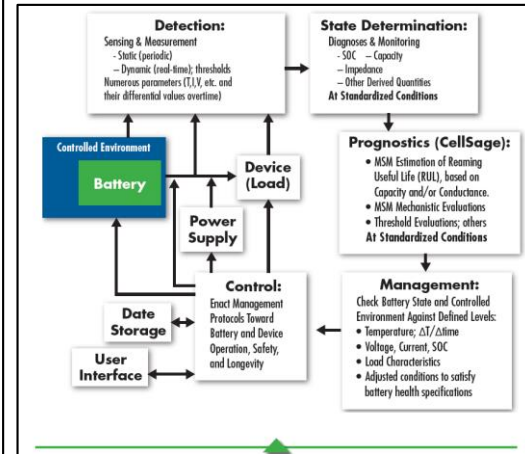 Detection:
Sensing & Measurement
- Static (periodic)
– Dynamic (real-time); thresholds
Numerous parameters (T,I,V, etc. and
their differential values overtime)
State Determination:
Diagnoses & Monitoring
- SOC – Capacity
– Impedance
– Other Derived Quantities
At Standardized Conditions
Controlled Environment
Battery
Device
(Load)
Power
Supply
Prognostics (CellSage):
• MSM Estimation of Reaming
Useful Life (RUL), based on
Capacity and/or Conductance.
• MSM Mechanistic Evaluations
• Threshold Evaluations; others
At Standardized Conditions
Control:
Enact Management
Protocols Toward
Battery and Device
Operation, Safety,
and Longevity
Date
Storage
User
Interface
Management:
Check Battery State and Controlled
Environment Against Defined Levels:
• Temperature; ΔT/Δtime
• Voltage, Current, SOC
• Load Characteristics
• Adjusted conditions to satisfy
battery health specifications